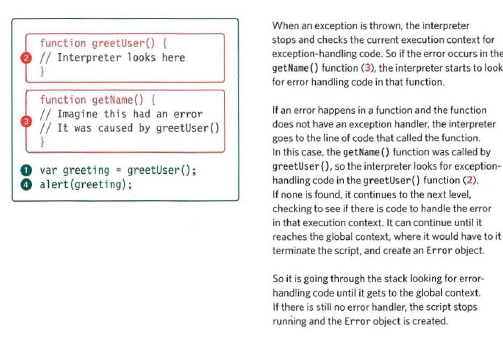 function greetUser() {
2 // Interpreter looks here
}
function getName() {
3 // Imagine this had an error
// It was caused by greetUser()
}
1 var greeting = greetUser();
4 alert(greeting);
When an exception is thrown, the interpreter
stops and checks the current execution context for
exception-handling code. So if the error occurs in the
getName() function (3), the interpreter starts to look
for error handling code in that function.
If an error happens in a function and the function
does not have an exception handler, the interpreter
goes to the line of code that called the function.
In this case, the getName() function was called by
greetUser(), so the interpreter looks for exception-
handling code in the greetUser() function (2).
If none is found, it continues to the next level,
checking to see if there is code to handle the error
in that execution context. It can continue until it
reaches the global context, where it would have to it
terminate the script, and create an Error object.
So it is going through the stack looking for error-
handling code until it gets to the global context.
If there is still no error handler, the script stops
running and the Error object is created.